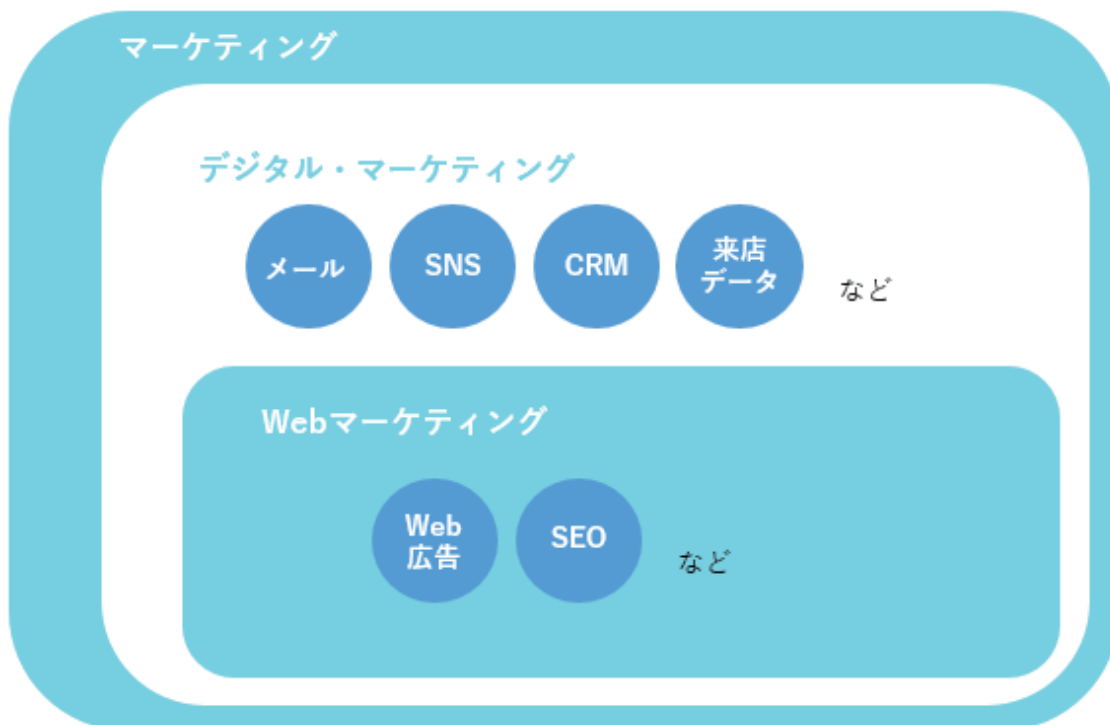 マーケティング
デジタル・マーケティング
メール
SNS
CRM
来店
データ
など
Webマーケティング
Web
広告
SEO
など